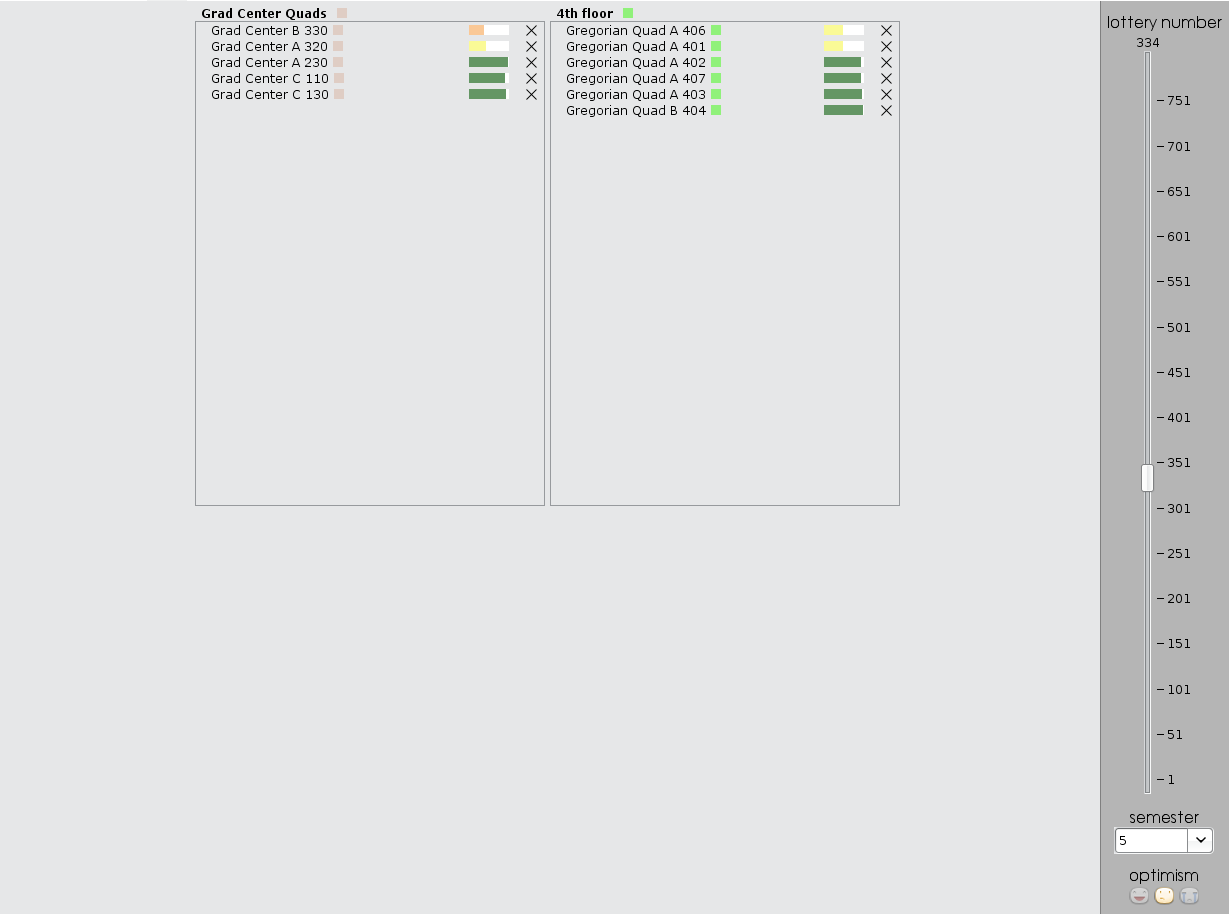 Grad Center Quads
Grad Center B 330
Grad Center A 320
Grad Center A 230
Grad Center C 110
Grad Center C 130
4th floor
Gregorian Quad A 406
Gregorian Quad A 401
Gregorian Quad A 402
Gregorian Quad A 407
Gregorian Quad A 403
Gregorian Quad B 404
lottery number
334
751
701
651
601
551
501
451
401
351
301
251
201
151
101
51
1
semester
5
optimism